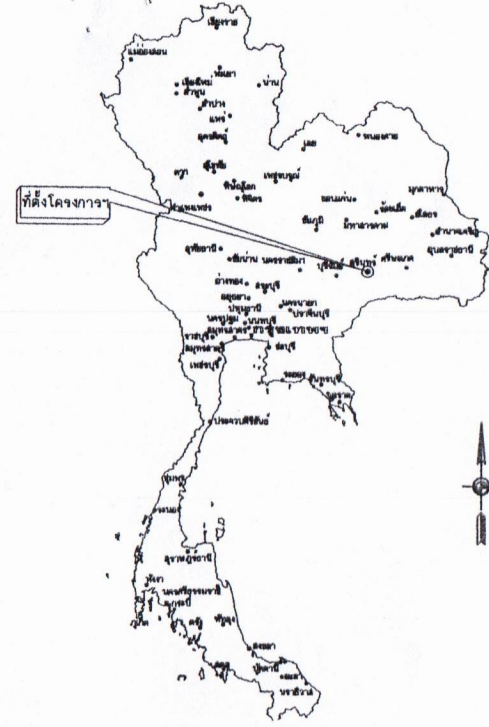 เชียงราย
แม่ฮ่องสอน
พะเยา
เชียงใหม่
น่าน
ลำพูน
ลำปาง
แพร่
อุตรดิตถ์
หนองคาย
เลย
สุโขทัย
ตาก
พิษณุโลก
เพชรบูรณ์
มุกดาหาร
ขอนแก่น
ร้อยเอ็ด
ยโสธร
ที่ตั้งโครงการฯ
กำแพงเพชร
พิจิตร
ชัยภูมิ
มหาสารคาม
อำนาจเจริญ
อุบลราชธานี
อุทัยธานี
ชัยนาท
นครราชสีมา
บุรีรัมย์
สุรินทร์
ศรีษะเกศ
อ่างทอง
สระบุรี
อยุธยา
นครนายก
ปทุมธานี
ปราจีนบุรี
นครปฐม
นนทบุรี
ราชบุรี
สมุทรสาคร
ชลบุรี
เพชรบุรี
ระยอง
จันทบุรี
ตราด
ประจวบคีรีขันธ์
ชุมพร
ระนอง
สุราษฎร์ธานี
พังงา
นครศรีธรรมราช
กระบี่
ภูเก็ต
ตรัง
พัทลุง
สงขลา
สตูล
ปัตตานี
ยะลา
นราธิวาส